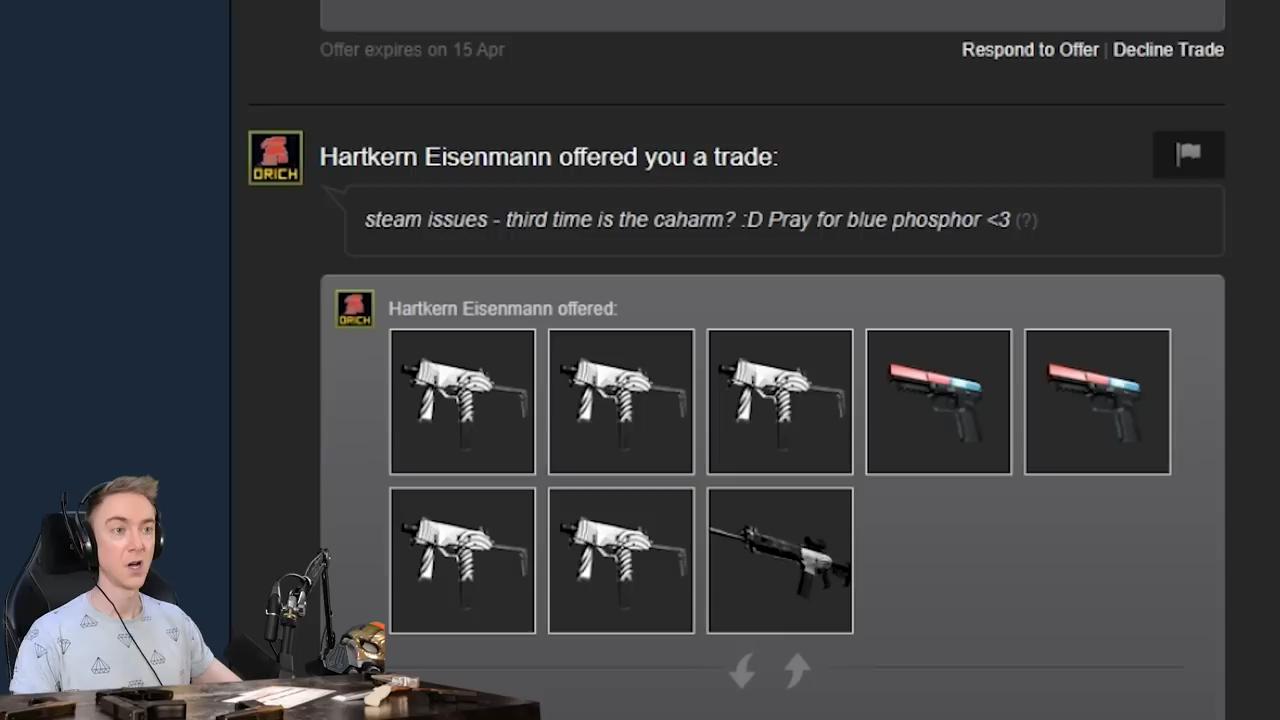 Offer expires on 15 Apr
Respond to Offer | Decline Trade
ORICH
Hartkern Eisenmann offered you a trade:
steam issues - third time is the caharm? :D Pray for blue phosphor <3 (?)
ORICH
Hartkern Eisenmann offered: